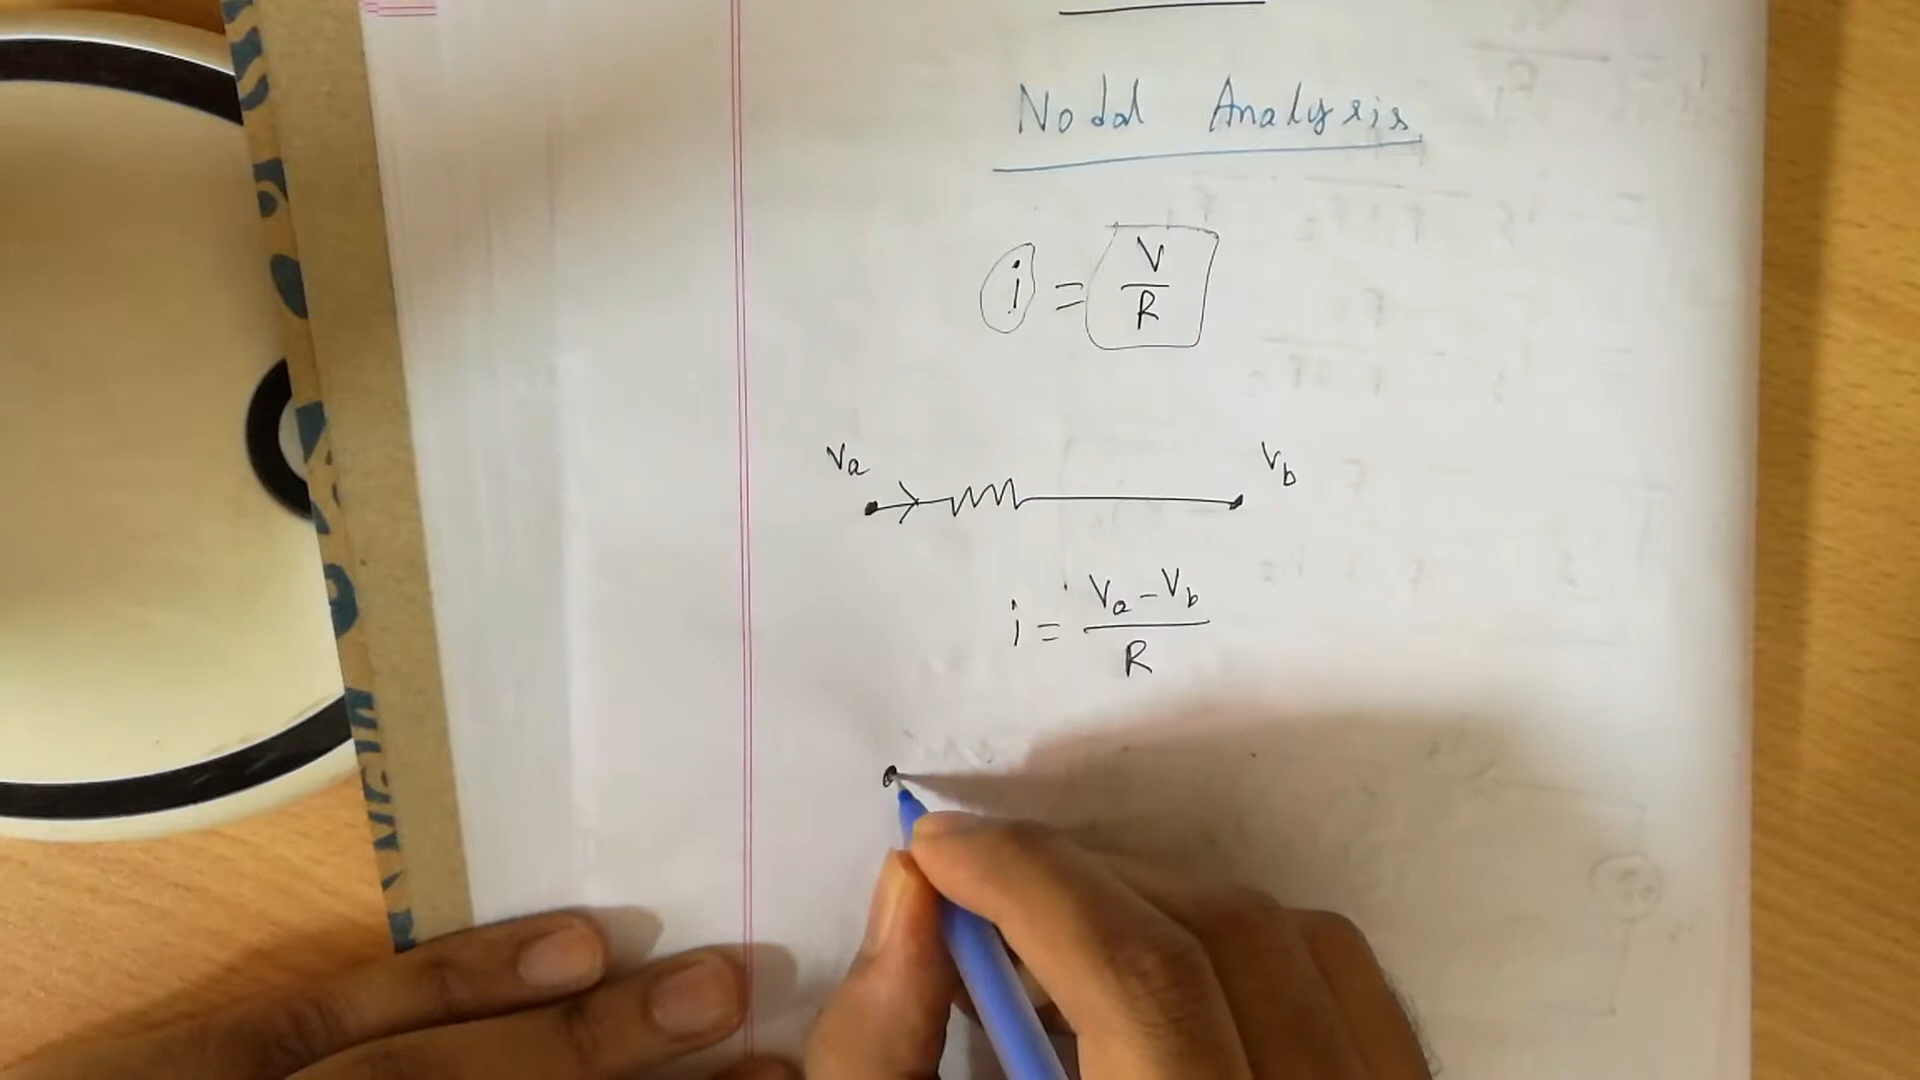 Nodal Analysis
i = V/R
Va Vb
i = Va - Vb / R